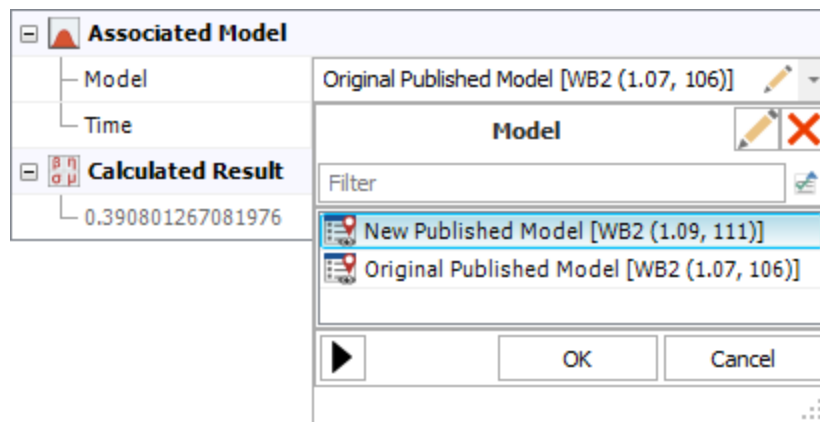 Associated Model
Model
Original Published Model [WB2 (1.07, 106)]
Time
Model
Calculated Result
β η
σ μ
Filter
0.390801267081976
New Published Model [WB2 (1.09, 111)]
Original Published Model [WB2 (1.07, 106)]
OK
Cancel